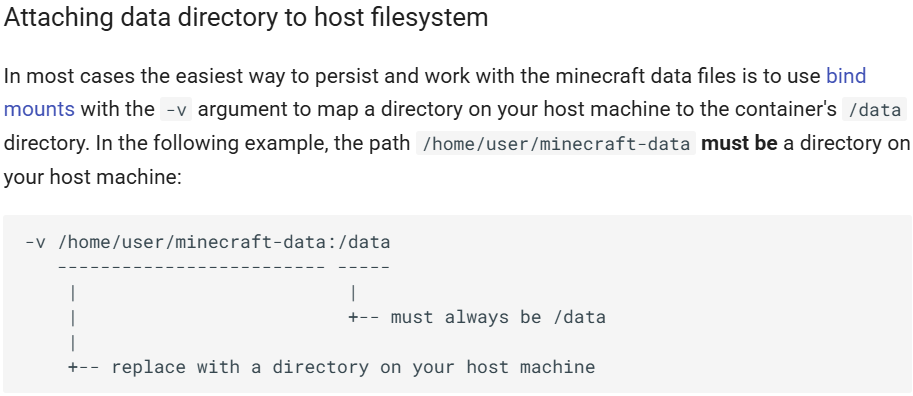 Attaching data directory to host filesystem
In most cases the easiest way to persist and work with the minecraft data files is to use bind
mounts with the -v argument to map a directory on your host machine to the container's /data
directory. In the following example, the path /home/user/minecraft-data must be a directory on
your host machine:
-v /home/user/minecraft-data:/data
   ------------------------- -----
    |                         |
    |                         +-- must always be /data
    |
    +-- replace with a directory on your host machine